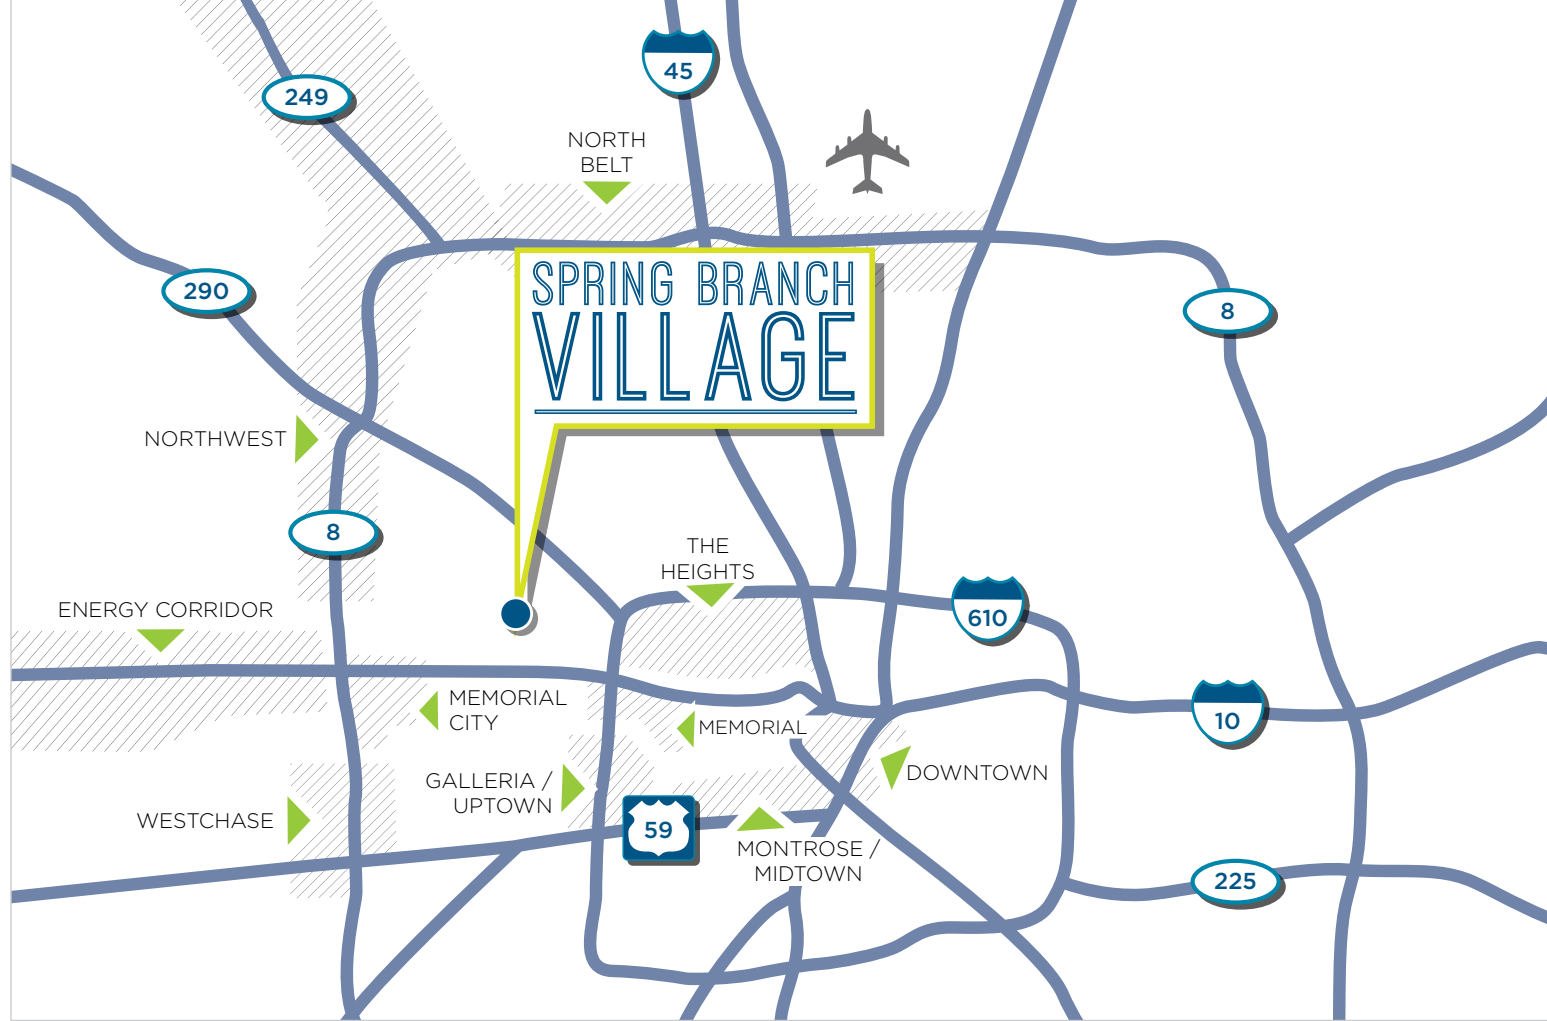 45
249
NORTH
BELT
290
SPRING BRANCH
VILLAGE
8
NORTHWEST
8
THE
HEIGHTS
ENERGY CORRIDOR
610
MEMORIAL
CITY
MEMORIAL
10
GALLERIA /
UPTOWN
DOWNTOWN
WESTCHASE
59
MONTROSE /
MIDTOWN
225